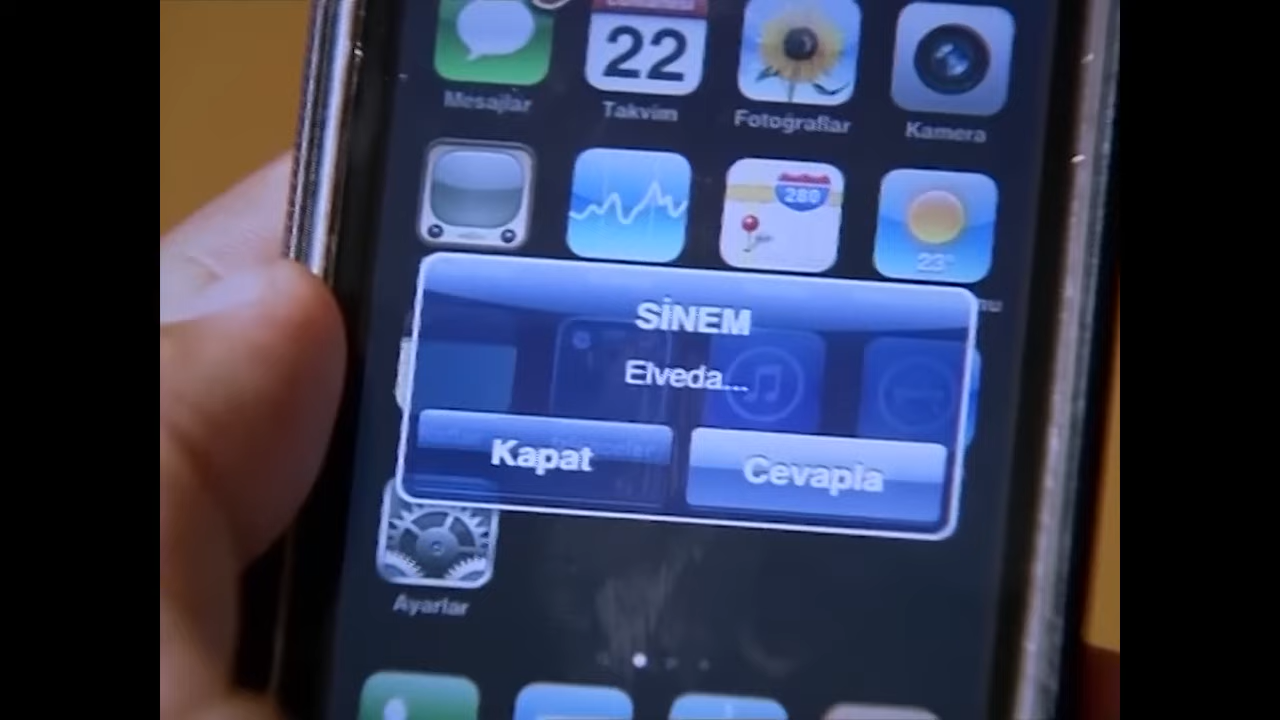 22
Mesajlar
Takvim
Fotoğraflar
Kamera
280
23°
SİNEM
Elveda...
Kapat
Cevapla
Ayarlar